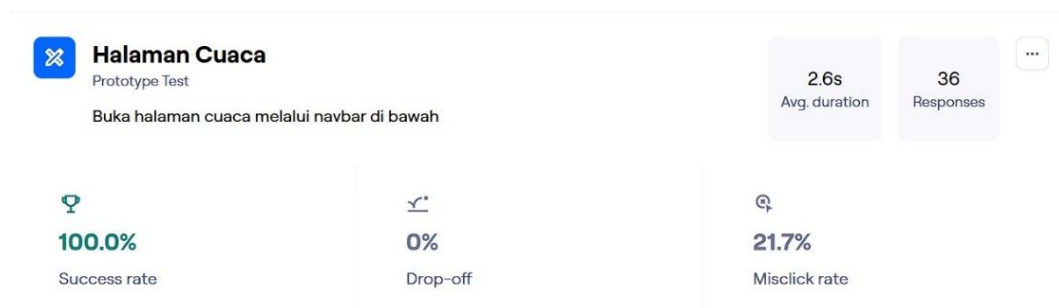 Halaman Cuaca
Prototype Test
Buka halaman cuaca melalui navbar di bawah
2.6s
Avg. duration
36
Responses
100.0%
Success rate
0%
Drop-off
21.7%
Misclick rate